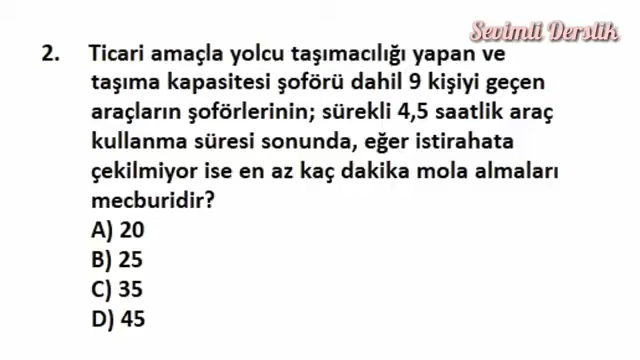 Sevimli Derslik
2. Ticari amaçla yolcu taşımacılığı yapan ve
taşıma kapasitesi şoförü dahil 9 kişiyi geçen
araçların şoförlerinin; sürekli 4,5 saatlik araç
kullanma süresi sonunda, eğer istirahata
çekilmiyor ise en az kaç dakika mola almaları
mecburidir?
A) 20
B) 25
C) 35
D) 45